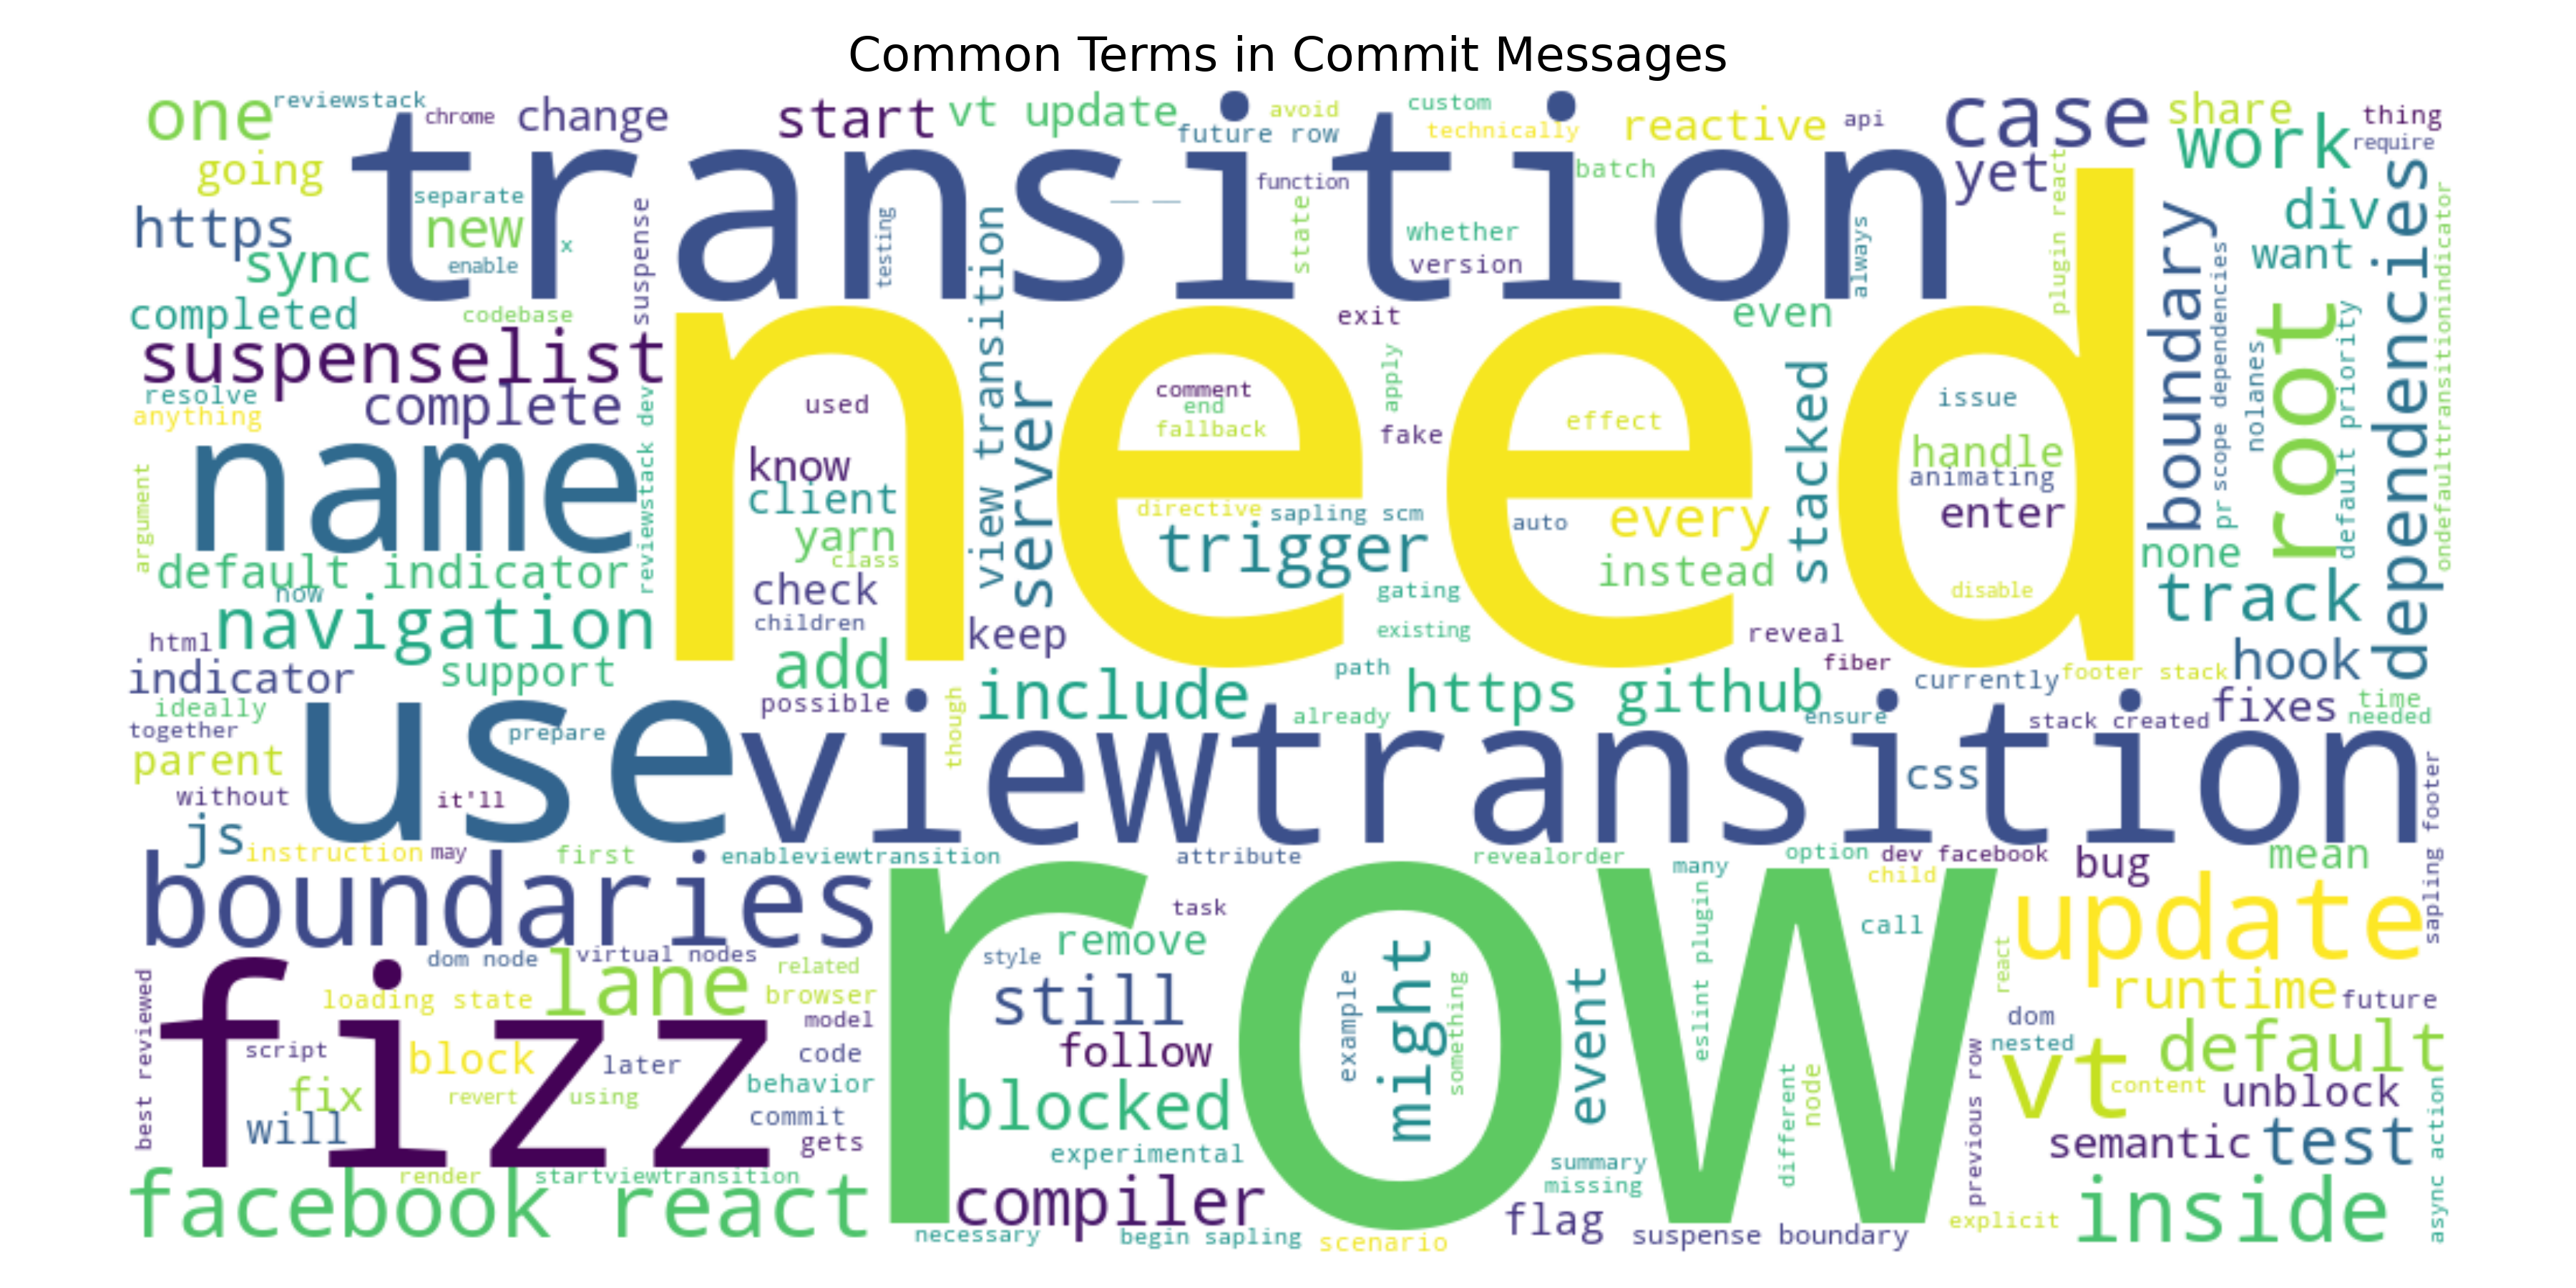 Common Terms in Commit Messages
one
reviewstack
chrome
change
start
vt update
future row
avoid
custom
technically
reactive
api
case
share
thing
work
require
going
transition
separate
function
batch
yet
plugin react
https
new
x
suspense
testing
view transition
stater
whether
version
always
boundary
div
want
dependencies
ondefaulttransitionindicator
sync
enable
completed
codebase
exit
even
scope dependencies
nolanes
root
default priority
suspenselist
need
resolve
anything
complete
used
comment
end
fallback
apply
fake
effect
stacked
issue
handle
animating
enter
name
reviewstack dev
know
client
yarn
class
server
directive
sapling scm
trigger
auto
every
instead
pr
none
argument
default indicator
now
check
children
gating
existing
disable
track
navigation
html
keep
reveal
fiber
indicator
support
add
possible
include
path
https github
already
ensure
currently
footer stack
hook
ideally
together
use
prepare
though
viewtransition
stack created
fixes
time
needed
parent
without
it'll
css
js
instruction
may
first
enableviewtransition
attribute
revealorder
many
option
dev facebook
child
bug
mean
sapling footer
boundaries
row
task
call
update
remove
style
eslint plugin
react
dom node
virtual nodes
related
browser
model
lane
loading state
fizz
still
example
might
something
event
runtime
future
dom
nested
default
best reviewed
script
block
later
code
follow
behavior
fix
revert
using
commit
gets
will
blocked
different
node
previous row
vt
content
unblock
experimental
semantic
test
async action
facebook react
render
startviewtransition
summary
missing
compiler
flag
explicit
inside
necessary
begin sapling
scenario
suspense boundary